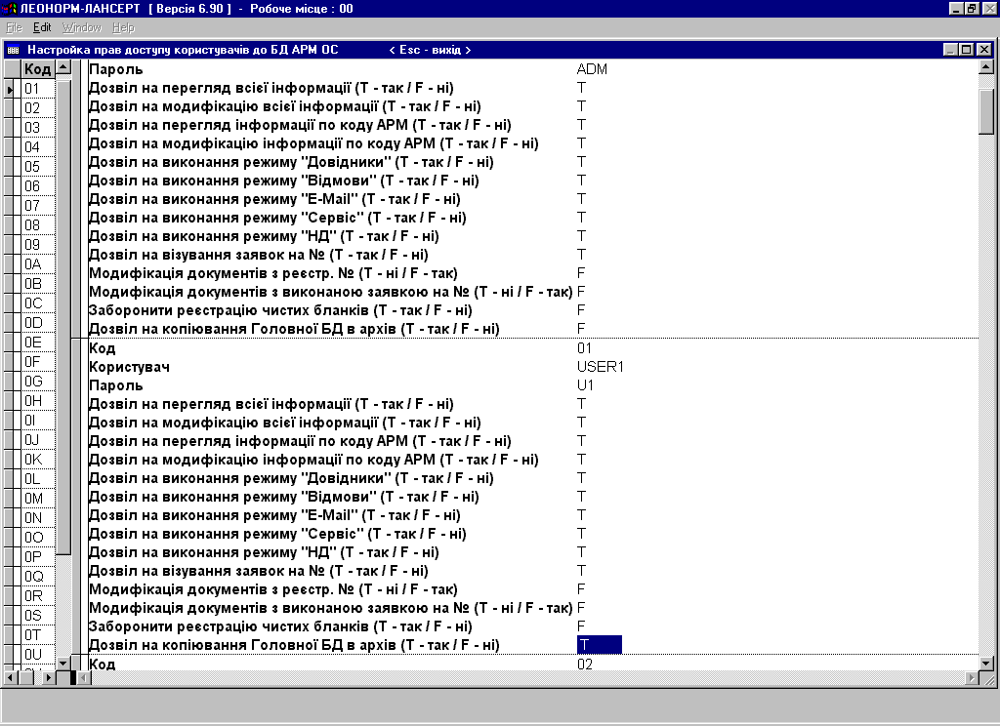 ЛЕОНОРМ-ЛАНСЕРТ [ Версія 6.90 ] - Робоче місце : 00
File Edit Window Help
Настройка прав доступу користувачів до БД АРМ ОС < Esc - вихід >
Код
01
02
03
04
05
06
07
08
09
0A
0B
0C
0D
0E
0F
0G
0H
0I
0J
0K
0L
0M
0N
0O
0P
0Q
0R
0S
0T
0U
Пароль ADM
Дозвіл на перегляд всієї інформації (T - так / F - ні) T
Дозвіл на модифікацію всієї інформації (T - так / F - ні) T
Дозвіл на перегляд інформації по коду АРМ (T - так / F - ні) T
Дозвіл на модифікацію інформації по коду АРМ (T - так / F - ні) T
Дозвіл на виконання режиму "Довідники" (T - так / F - ні) T
Дозвіл на виконання режиму "Відмови" (T - так / F - ні) T
Дозвіл на виконання режиму "E-Mail" (T - так / F - ні) T
Дозвіл на виконання режиму "Сервіс" (T - так / F - ні) T
Дозвіл на виконання режиму "НД" (T - так / F - ні) T
Дозвіл на візування заявок на № (T - так / F - ні) T
Модифікація документів з реєстр. № (T - ні / F - так) F
Модифікація документів з виконаною заявкою на № (T - ні / F - так) F
Заборонити реєстрацію чистих бланків (T - так / F - ні) F
Дозвіл на копіювання Головної БД в архів (T - так / F - ні) F
Код 01
Користувач USER1
Пароль U1
Дозвіл на перегляд всієї інформації (T - так / F - ні) T
Дозвіл на модифікацію всієї інформації (T - так / F - ні) T
Дозвіл на перегляд інформації по коду АРМ (T - так / F - ні) T
Дозвіл на модифікацію інформації по коду АРМ (T - так / F - ні) T
Дозвіл на виконання режиму "Довідники" (T - так / F - ні) T
Дозвіл на виконання режиму "Відмови" (T - так / F - ні) T
Дозвіл на виконання режиму "E-Mail" (T - так / F - ні) T
Дозвіл на виконання режиму "Сервіс" (T - так / F - ні) T
Дозвіл на виконання режиму "НД" (T - так / F - ні) T
Дозвіл на візування заявок на № (T - так / F - ні) T
Модифікація документів з реєстр. № (T - ні / F - так) F
Модифікація документів з виконаною заявкою на № (T - ні / F - так) F
Заборонити реєстрацію чистих бланків (T - так / F - ні) F
Дозвіл на копіювання Головної БД в архів (T - так / F - ні) T
Код 02